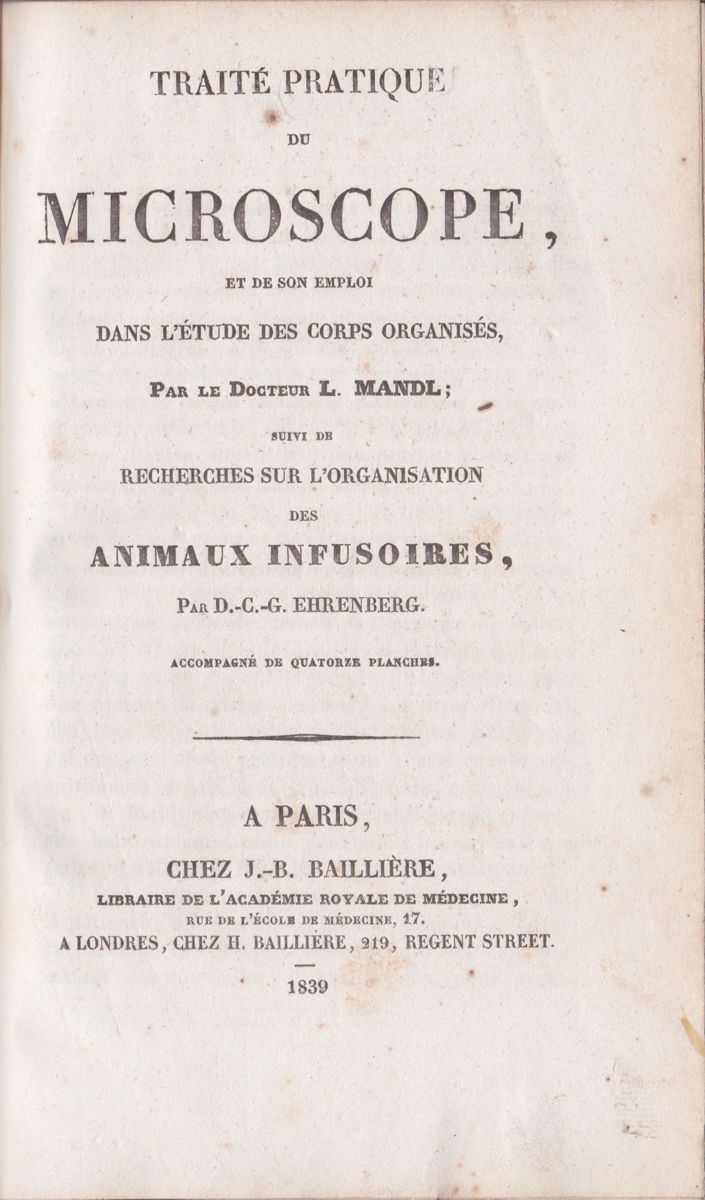 TRAITÉ PRATIQUE
DU
MICROSCOPE,
ET DE SON EMPLOI
DANS L'ÉTUDE DES CORPS ORGANISÉS,
PAR LE DOCTEUR L. MANDL;
SUIVI DE
RECHERCHES SUR L'ORGANISATION
DES
ANIMAUX INFUSOIRES,
PAR D.-C.-G. EHRENBERG.
ACCOMPAGNÉ DE QUATORZE PLANCHES.
A PARIS,
CHEZ J.-B. BAILLIÈRE,
LIBRAIRE DE L'ACADÉMIE ROYALE DE MÉDECINE,
RUE DE L'ÉCOLE DE MÉDECINE, 17.
A LONDRES, CHEZ H. BAILLIÈRE, 219, REGENT STREET.
1839